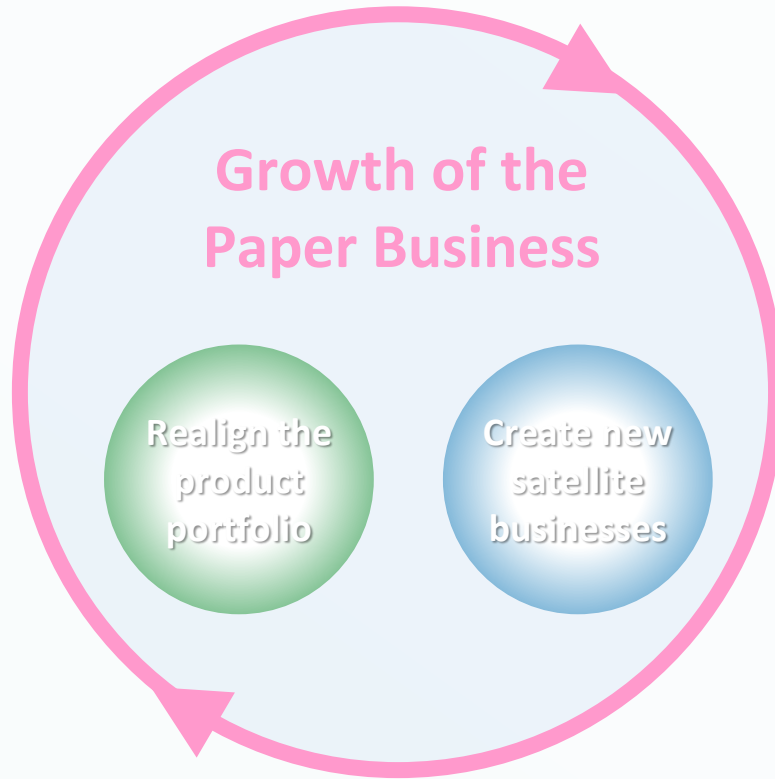 Growth of the
Paper Business
Realign the
product
portfolio
Create new
satellite
businesses